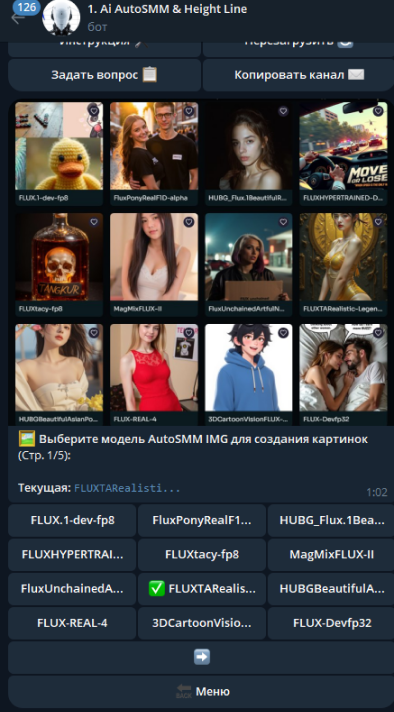 126
1. Ai AutoSMM & Height Line
бот
Инструкция
Перезагрузить
Задать вопрос 📋
Копировать канал ✉️
FLUX.1-dev-fp8
FluxPonyRealF1D-alpha
HUBG_Flux.1BeautifulR...
FLUXHYPERTRAINED-D...
MOVE
OR LOSE
TANGKUR
FLUXtacy-fp8
MagMixFLUX-II
FluxUnchainedArtfulN...
FLUXTARealistic-Legen...
HUBGBeautifulAsianPo...
FLUX-REAL-4
3DCartoonVisionFLUX-...
FLUX-Devfp32
🖼 Выберите модель AutoSMM IMG для создания картинок
(Стр. 1/5):
Текущая: FLUXTARealisti...
1:02
FLUX.1-dev-fp8
FluxPonyRealF1...
HUBG_Flux.1Bea...
FLUXHYPERTRAI...
FLUXtacy-fp8
MagMixFLUX-II
FluxUnchainedA...
✅ FLUXTARealis...
HUBGBeautifulA...
FLUX-REAL-4
3DCartoonVisio...
FLUX-Devfp32
➡️
🔙 Меню